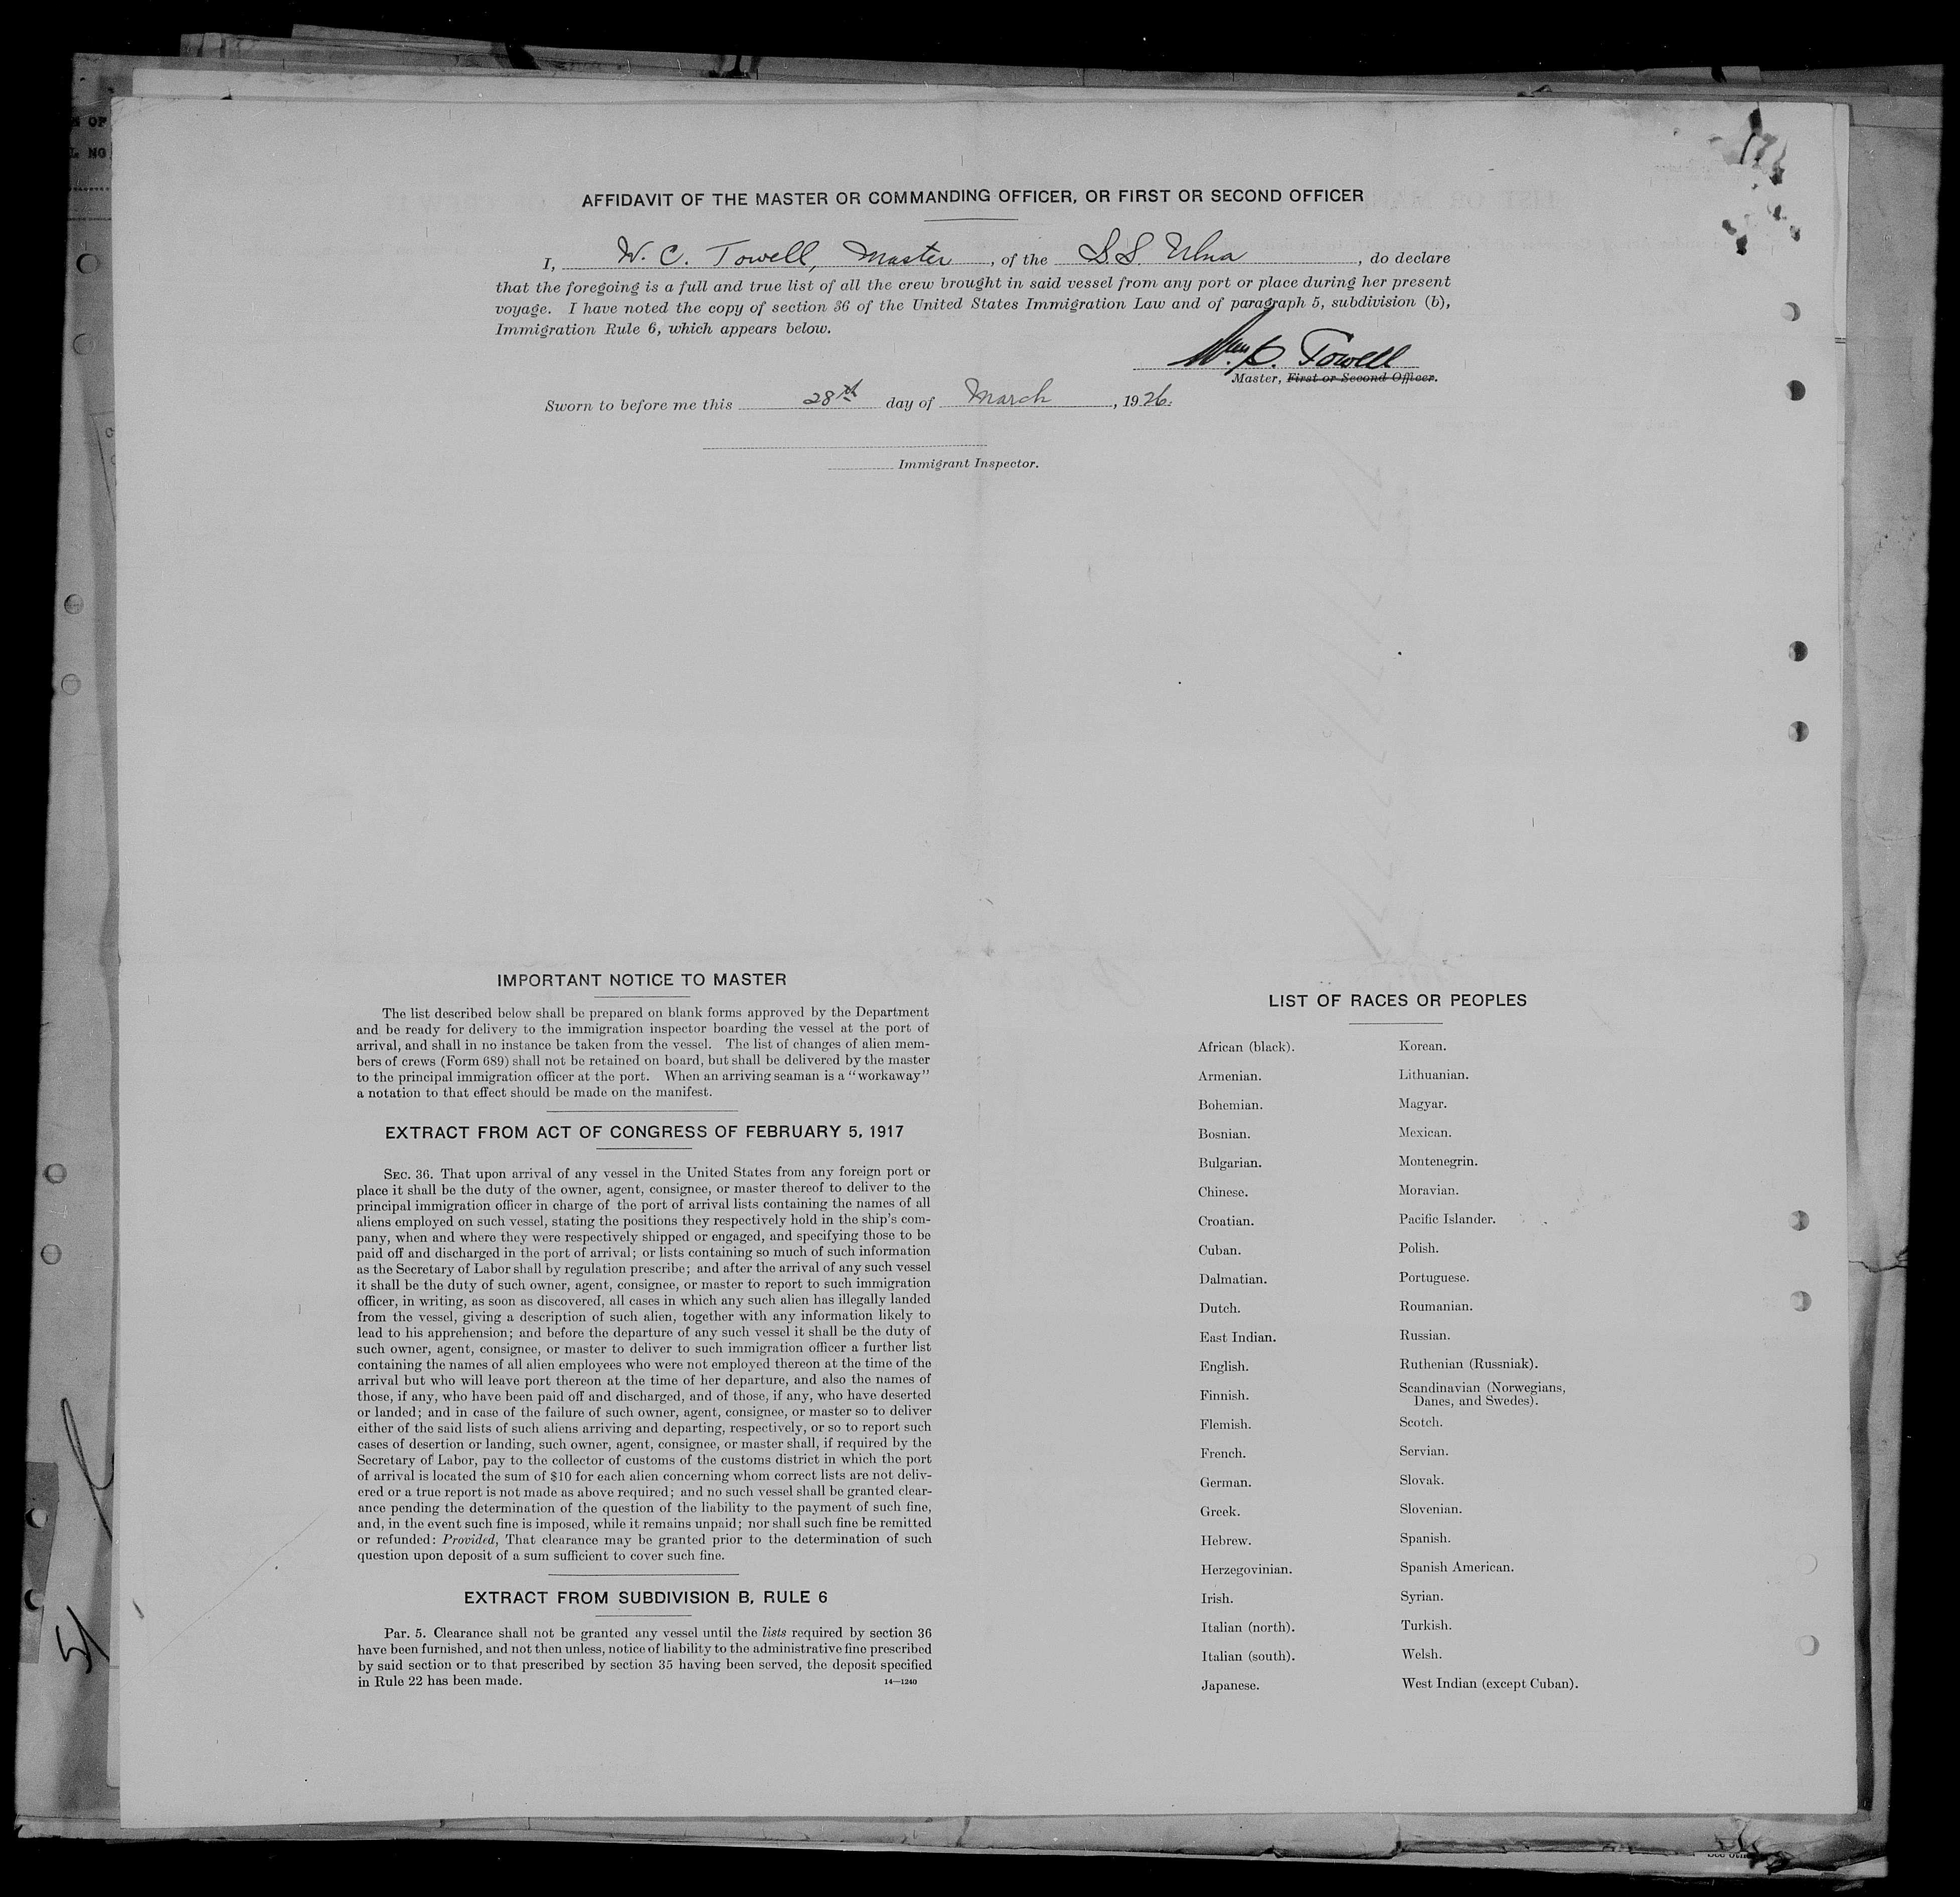 AFFIDAVIT OF THE MASTER OR COMMANDING OFFICER, OR FIRST OR SECOND OFFICER
I, W. C. Towell, Master, of the S.S. Ulua, do declare
that the foregoing is a full and true list of all the crew brought in said vessel from any port or place during her present
voyage. I have noted the copy of section 36 of the United States Immigration Law and of paragraph 5, subdivision (b),
Immigration Rule 6, which appears below.
Wm C. Towell
Master, First or Second Officer.
Sworn to before me this 28th day of March, 1926.
Immigrant Inspector.
IMPORTANT NOTICE TO MASTER
The list described below shall be prepared on blank forms approved by the Department
and be ready for delivery to the immigration inspector boarding the vessel at the port of
arrival, and shall in no instance be taken from the vessel. The list of changes of alien mem-
bers of crews (Form 689) shall not be retained on board, but shall be delivered by the master
to the principal immigration officer at the port. When an arriving seaman is a "workaway"
a notation to that effect should be made on the manifest.
EXTRACT FROM ACT OF CONGRESS OF FEBRUARY 5, 1917
SEC. 36. That upon arrival of any vessel in the United States from any foreign port or
place it shall be the duty of the owner, agent, consignee, or master thereof to deliver to the
principal immigration officer in charge of the port of arrival lists containing the names of all
aliens employed on such vessel, stating the positions they respectively hold in the ship's com-
pany, when and where they were respectively shipped or engaged, and specifying those to be
paid off and discharged in the port of arrival; or lists containing so much of such information
as the Secretary of Labor shall by regulation prescribe; and after the arrival of any such vessel
it shall be the duty of such owner, agent, consignee, or master to report to such immigration
officer, in writing, as soon as discovered, all cases in which any such alien has illegally landed
from the vessel, giving a description of such alien, together with any information likely to
lead to his apprehension; and before the departure of any such vessel it shall be the duty of
such owner, agent, consignee, or master to deliver to such immigration officer a further list
containing the names of all alien employees who were not employed thereon at the time of the
arrival but who will leave port thereon at the time of her departure, and also the names of
those, if any, who have been paid off and discharged, and of those, if any, who have deserted
or landed; and in case of the failure of such owner, agent, consignee, or master so to deliver
either of the said lists of such aliens arriving and departing, respectively, or so to report such
cases of desertion or landing, such owner, agent, consignee, or master shall, if required by the
Secretary of Labor, pay to the collector of customs of the customs district in which the port
of arrival is located the sum of $10 for each alien concerning whom correct lists are not deliv-
ered or a true report is not made as above required; and no such vessel shall be granted clear-
ance pending the determination of the question of the liability to the payment of such fine,
and, in the event such fine is imposed, while it remains unpaid; nor shall such fine be remitted
or refunded: Provided, That clearance may be granted prior to the determination of such
question upon deposit of a sum sufficient to cover such fine.
EXTRACT FROM SUBDIVISION B, RULE 6
Par. 5. Clearance shall not be granted any vessel until the lists required by section 36
have been furnished, and not then unless, notice of liability to the administrative fine prescribed
by said section or to that prescribed by section 35 having been served, the deposit specified
in Rule 22 has been made.
14—1240
LIST OF RACES OR PEOPLES
African (black).
Armenian.
Bohemian.
Bosnian.
Bulgarian.
Chinese.
Croatian.
Cuban.
Dalmatian.
Dutch.
East Indian.
English.
Finnish.
Flemish.
French.
German.
Greek.
Hebrew.
Herzegovinian.
Irish.
Italian (north).
Italian (south).
Japanese.
Korean.
Lithuanian.
Magyar.
Mexican.
Montenegrin.
Moravian.
Pacific Islander.
Polish.
Portuguese.
Roumanian.
Russian.
Ruthenian (Russniak).
Scandinavian (Norwegians,
Danes, and Swedes).
Scotch.
Servian.
Slovak.
Slovenian.
Spanish.
Spanish American.
Syrian.
Turkish.
Welsh.
West Indian (except Cuban).